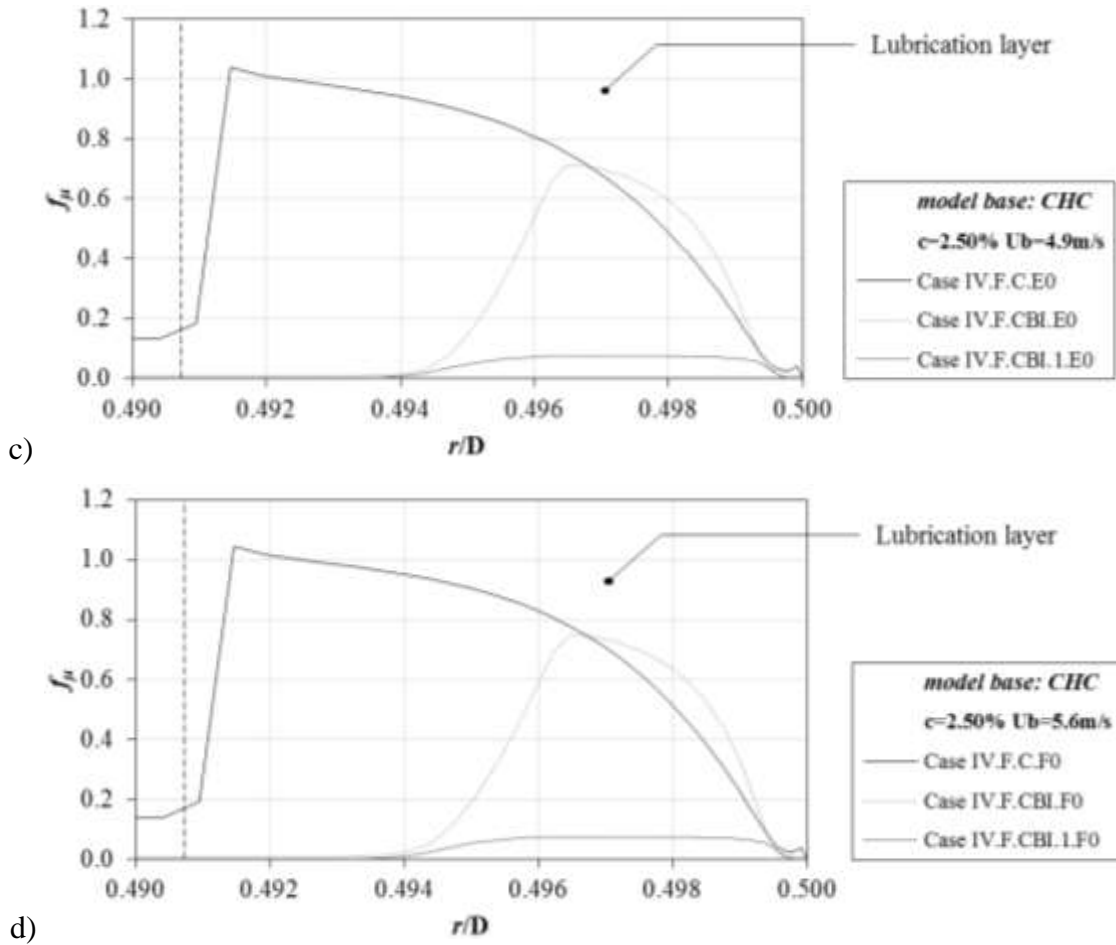 1.2
1.0
0.8
0.6
0.4
0.2
0.0
fμ
0.490 0.492 0.494 0.496 0.498 0.500
r/D
Lubrication layer
model base: CHC
c=2.50% Ub=4.9m/s
Case IV.F.C.E0
Case IV.F.CBI.E0
Case IV.F.CBI.1.E0
c)
1.2
1.0
0.8
0.6
0.4
0.2
0.0
fμ
0.490 0.492 0.494 0.496 0.498 0.500
r/D
Lubrication layer
model base: CHC
c=2.50% Ub=5.6m/s
Case IV.F.C.F0
Case IV.F.CBI.F0
Case IV.F.CBI.1.F0
d)